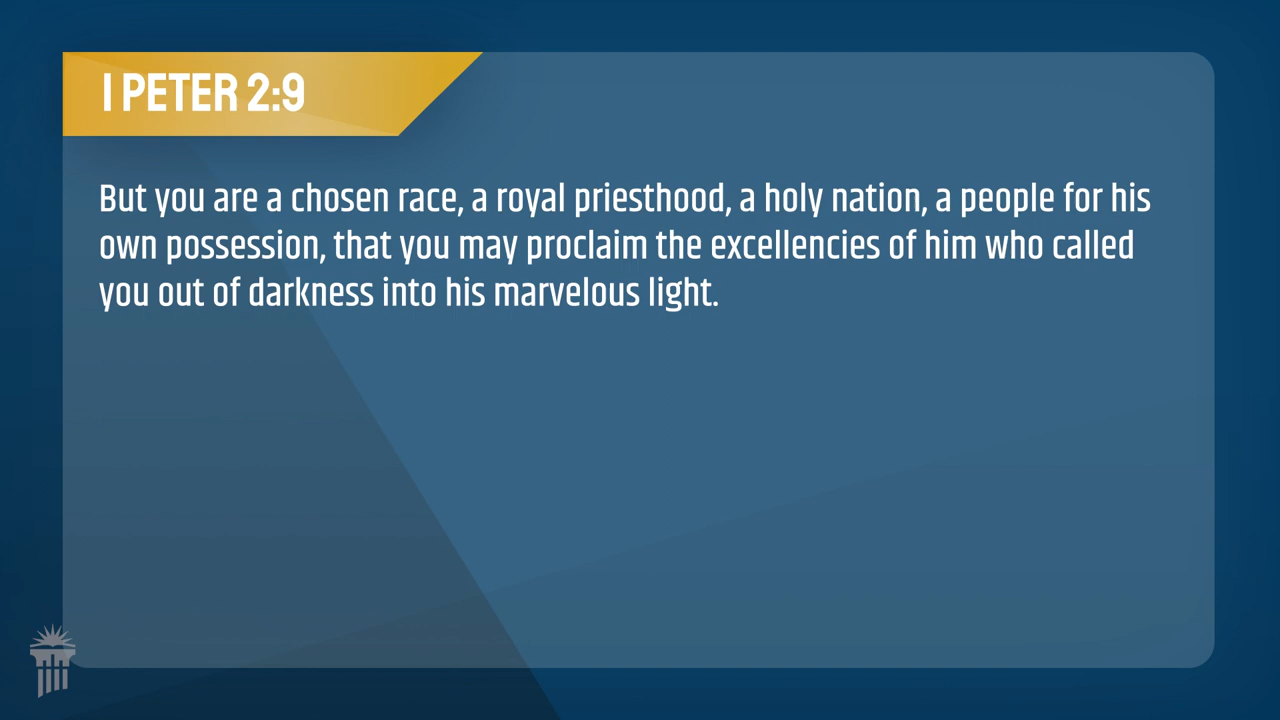 I PETER 2:9
But you are a chosen race, a royal priesthood, a holy nation, a people for his
own possession, that you may proclaim the excellencies of him who called
you out of darkness into his marvelous light.